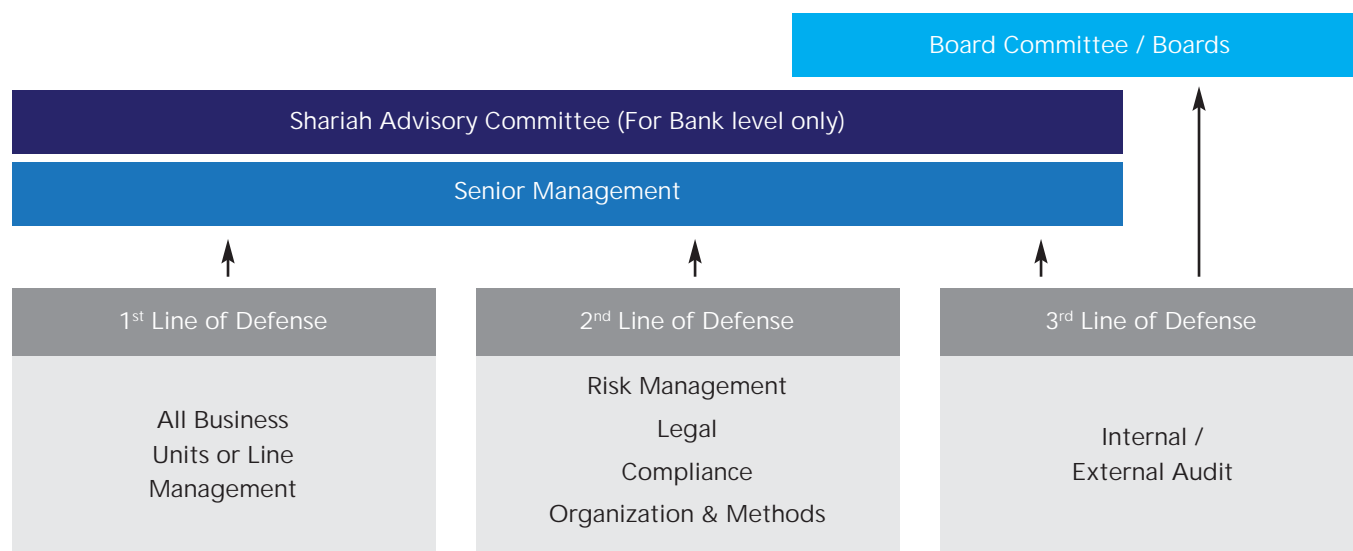 Board Committee / Boards
Shariah Advisory Committee (For Bank level only)
Senior Management
1st Line of Defense
2nd Line of Defense
3rd Line of Defense
All Business
Units or Line
Management
Risk Management
Legal
Compliance
Organization & Methods
Internal /
External Audit